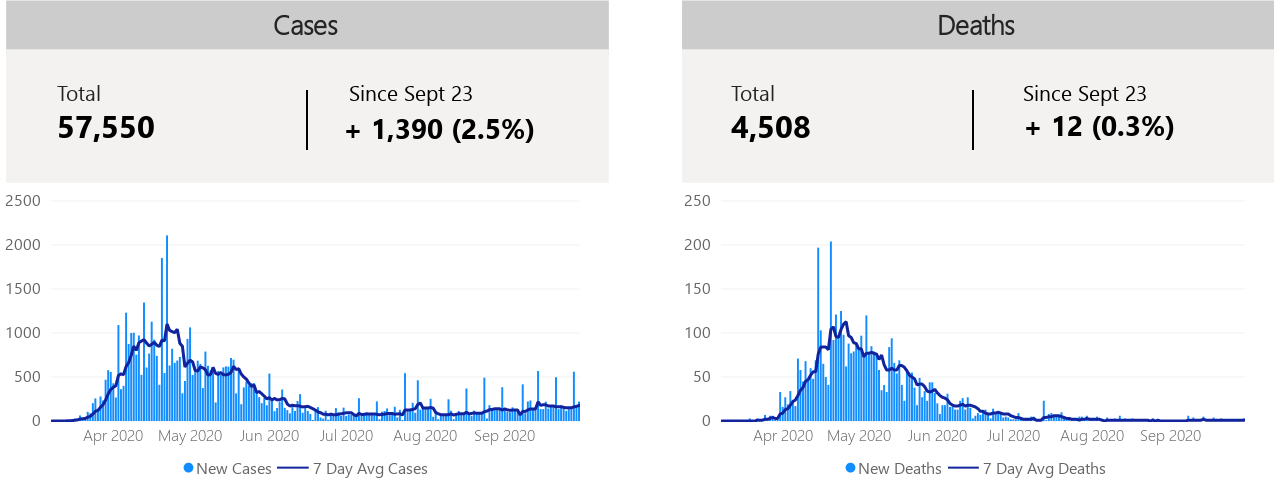 Cases
Total
57,550
Since Sept 23
+ 1,390 (2.5%)
2500
2000
1500
1000
500
0
Apr 2020 May 2020 Jun 2020 Jul 2020 Aug 2020 Sep 2020
New Cases 7 Day Avg Cases
Deaths
Total
4,508
Since Sept 23
+ 12 (0.3%)
250
200
150
100
50
0
Apr 2020 May 2020 Jun 2020 Jul 2020 Aug 2020 Sep 2020
New Deaths 7 Day Avg Deaths